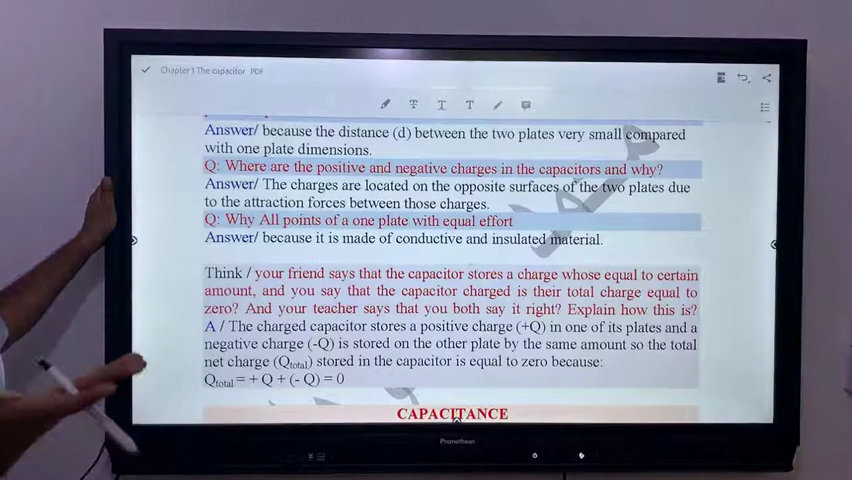 Chapter1 The capacitor PDF
Answer/ because the distance (d) between the two plates very small compared
with one plate dimensions.
Q: Where are the positive and negative charges in the capacitors and why?
Answer/ The charges are located on the opposite surfaces of the two plates due
to the attraction forces between those charges.
Q: Why All points of a one plate with equal effort
Answer/ because it is made of conductive and insulated material.
Think / your friend says that the capacitor stores a charge whose equal to certain
amount, and you say that the capacitor charged is their total charge equal to
zero? And your teacher says that you both say it right? Explain how this is?
A / The charged capacitor stores a positive charge (+Q) in one of its plates and a
negative charge (-Q) is stored on the other plate by the same amount so the total
net charge (Qtotal) stored in the capacitor is equal to zero because:
Qtotal = + Q + (- Q) = 0
CAPACITANCE
Promethean